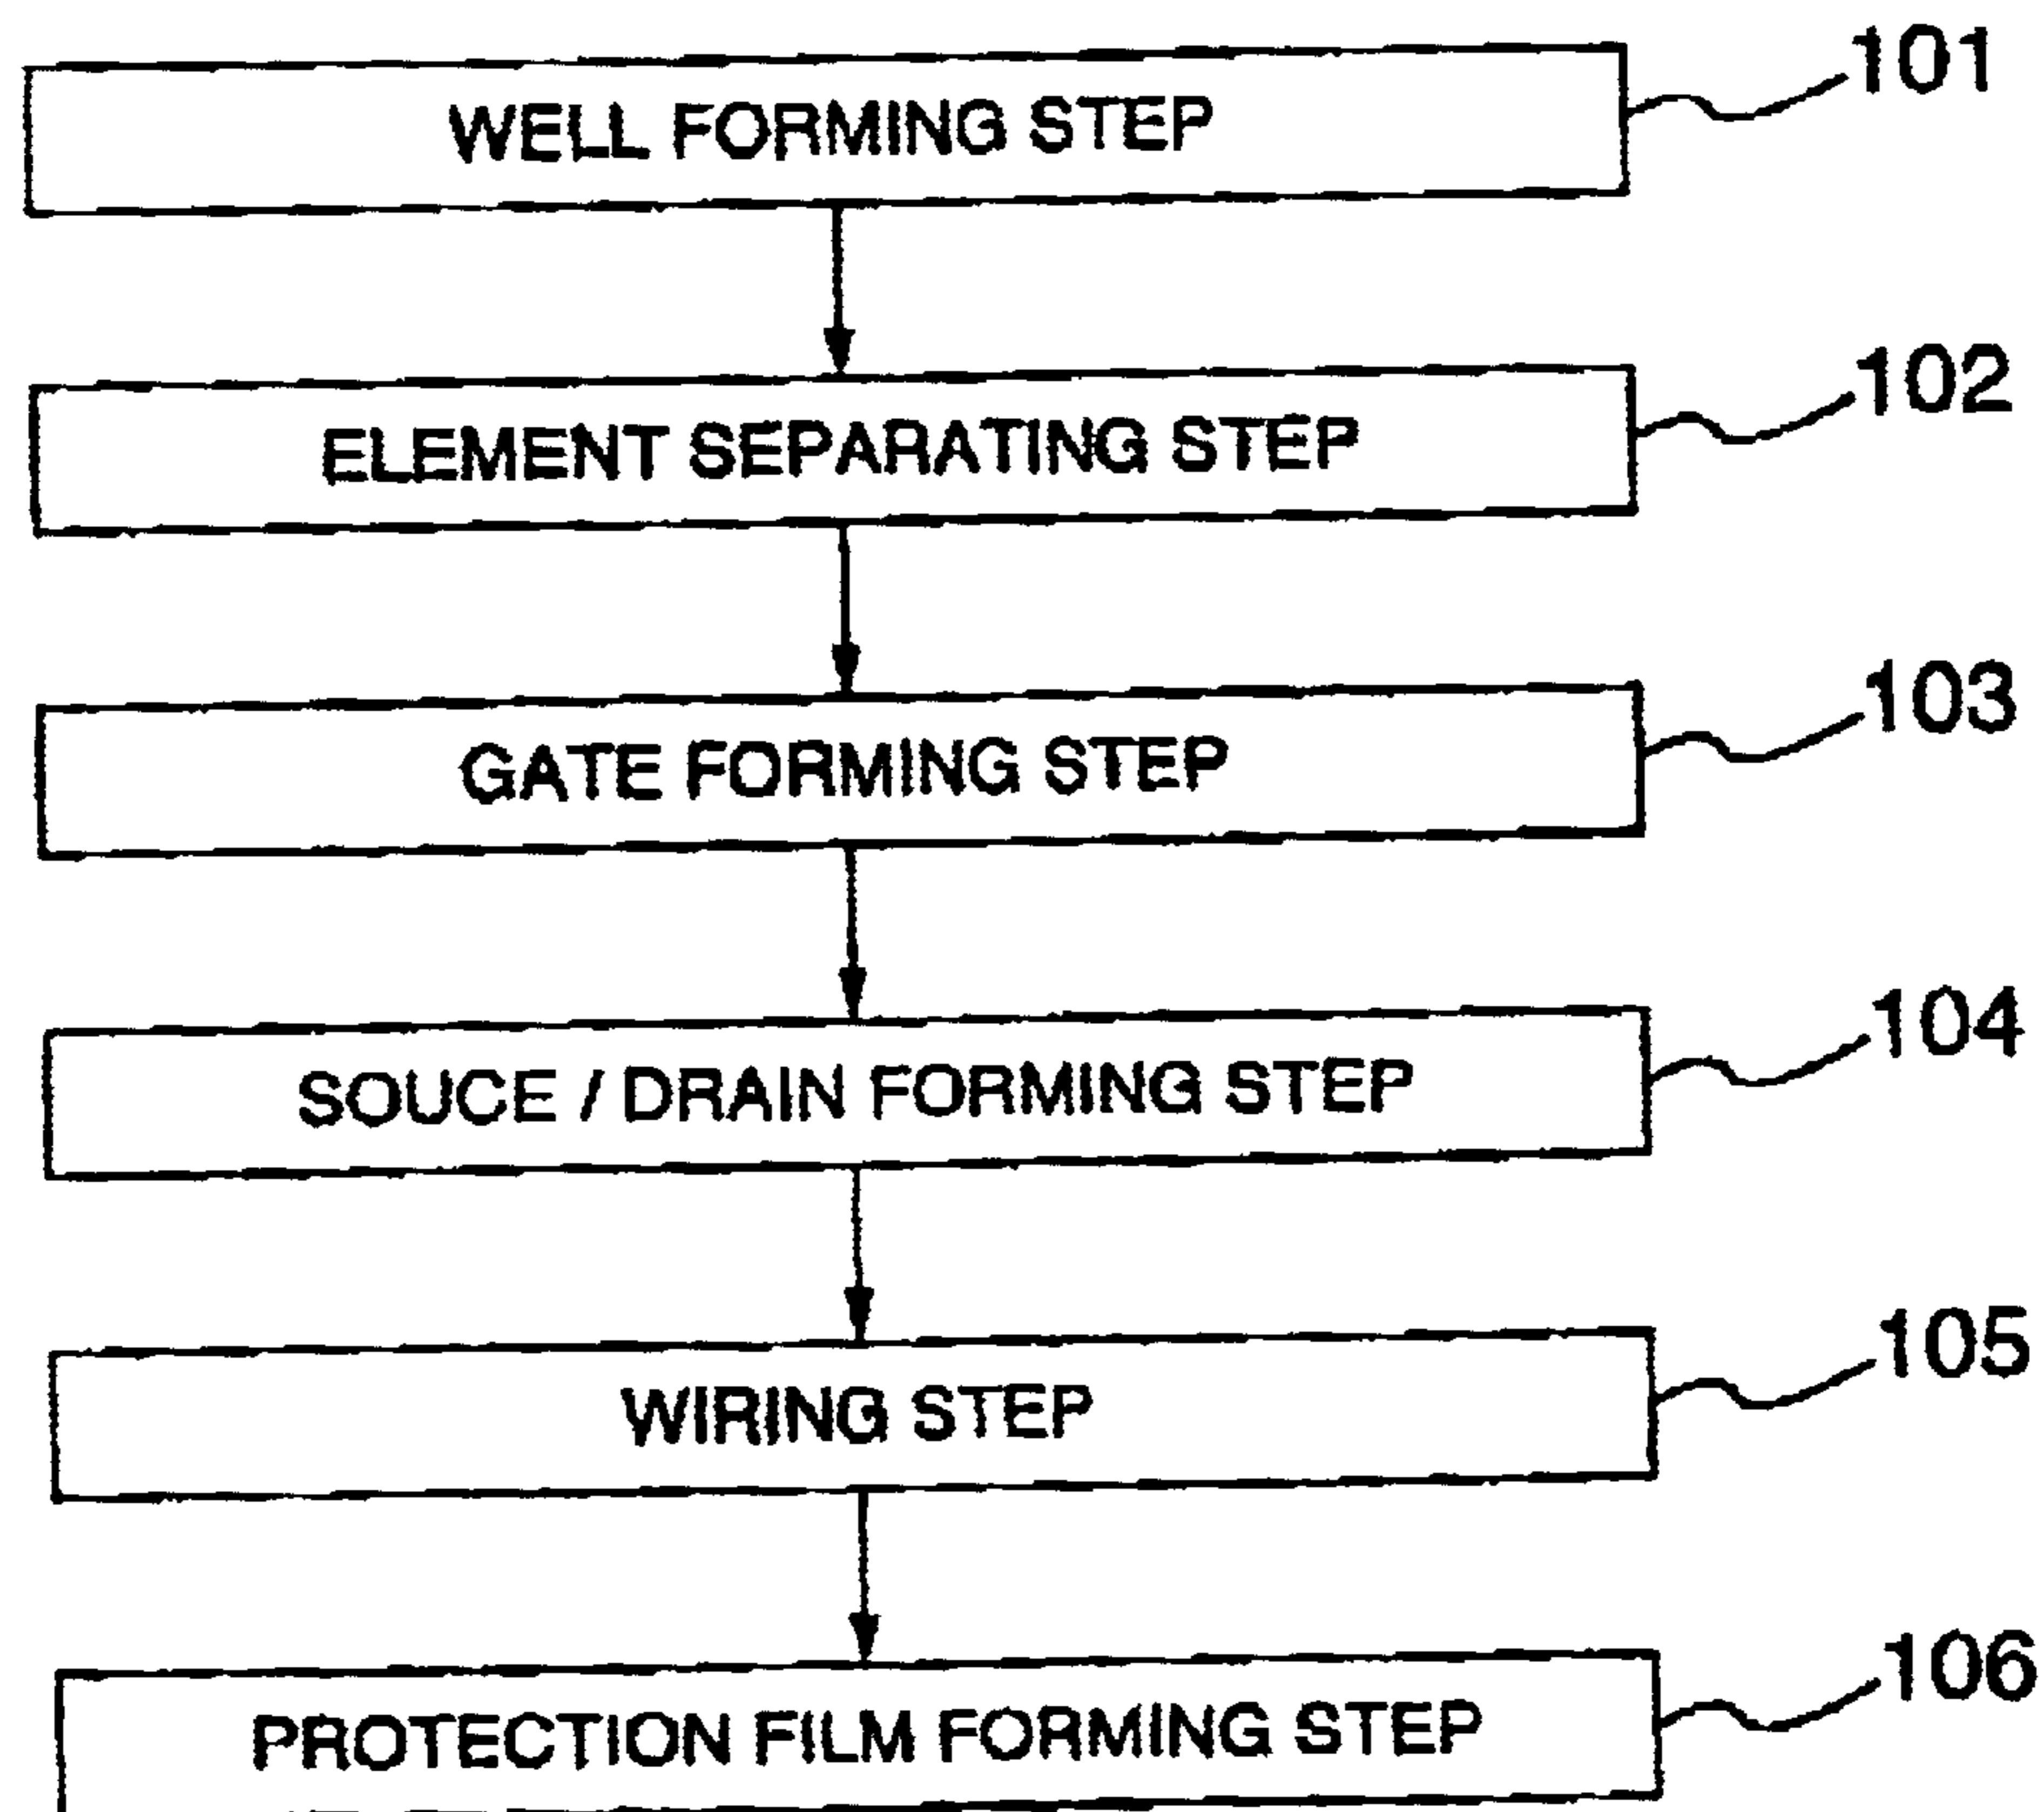 WELL FORMING STEP 101
ELEMENT SEPARATING STEP 102
GATE FORMING STEP 103
SOUCE / DRAIN FORMING STEP 104
WIRING STEP 105
PROTECTION FILM FORMING STEP 106